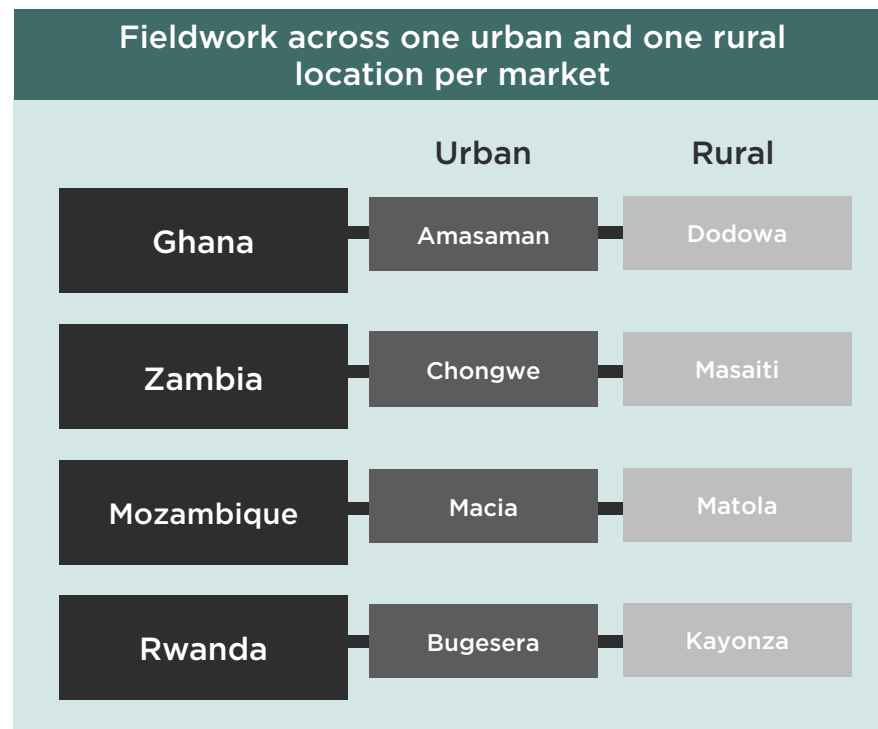 Fieldwork across one urban and one rural
location per market
Urban Rural
Ghana Amasaman Dodowa
Zambia Chongwe Masaiti
Mozambique Macia Matola
Rwanda Bugesera Kayonza